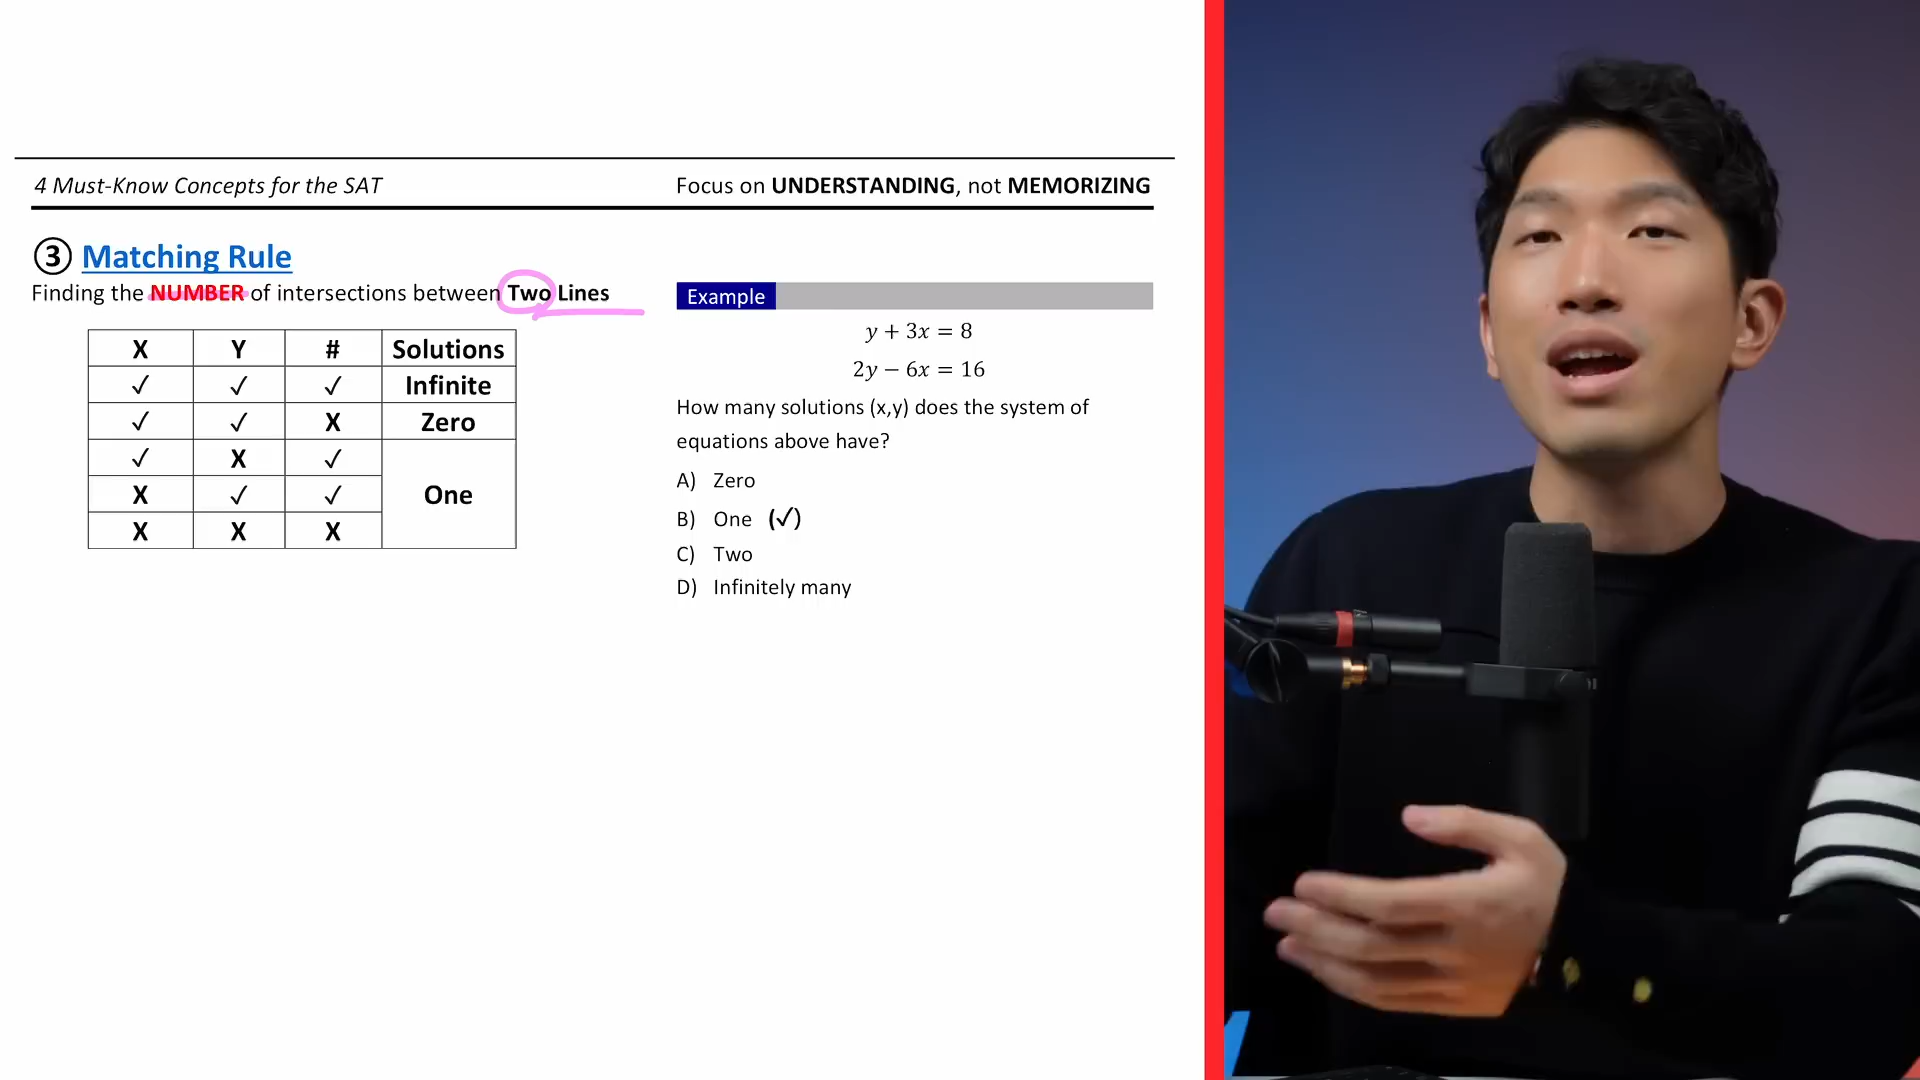 4 Must-Know Concepts for the SAT
Focus on UNDERSTANDING, not MEMORIZING
③ Matching Rule
Finding the NUMBER of intersections between Two Lines
X Y # Solutions
✓ ✓ ✓ Infinite
✓ ✓ X Zero
✓ X ✓
X ✓ ✓ One
X X X
Example
y + 3x = 8
2y − 6x = 16
How many solutions (x,y) does the system of
equations above have?
A) Zero
B) One (✓)
C) Two
D) Infinitely many